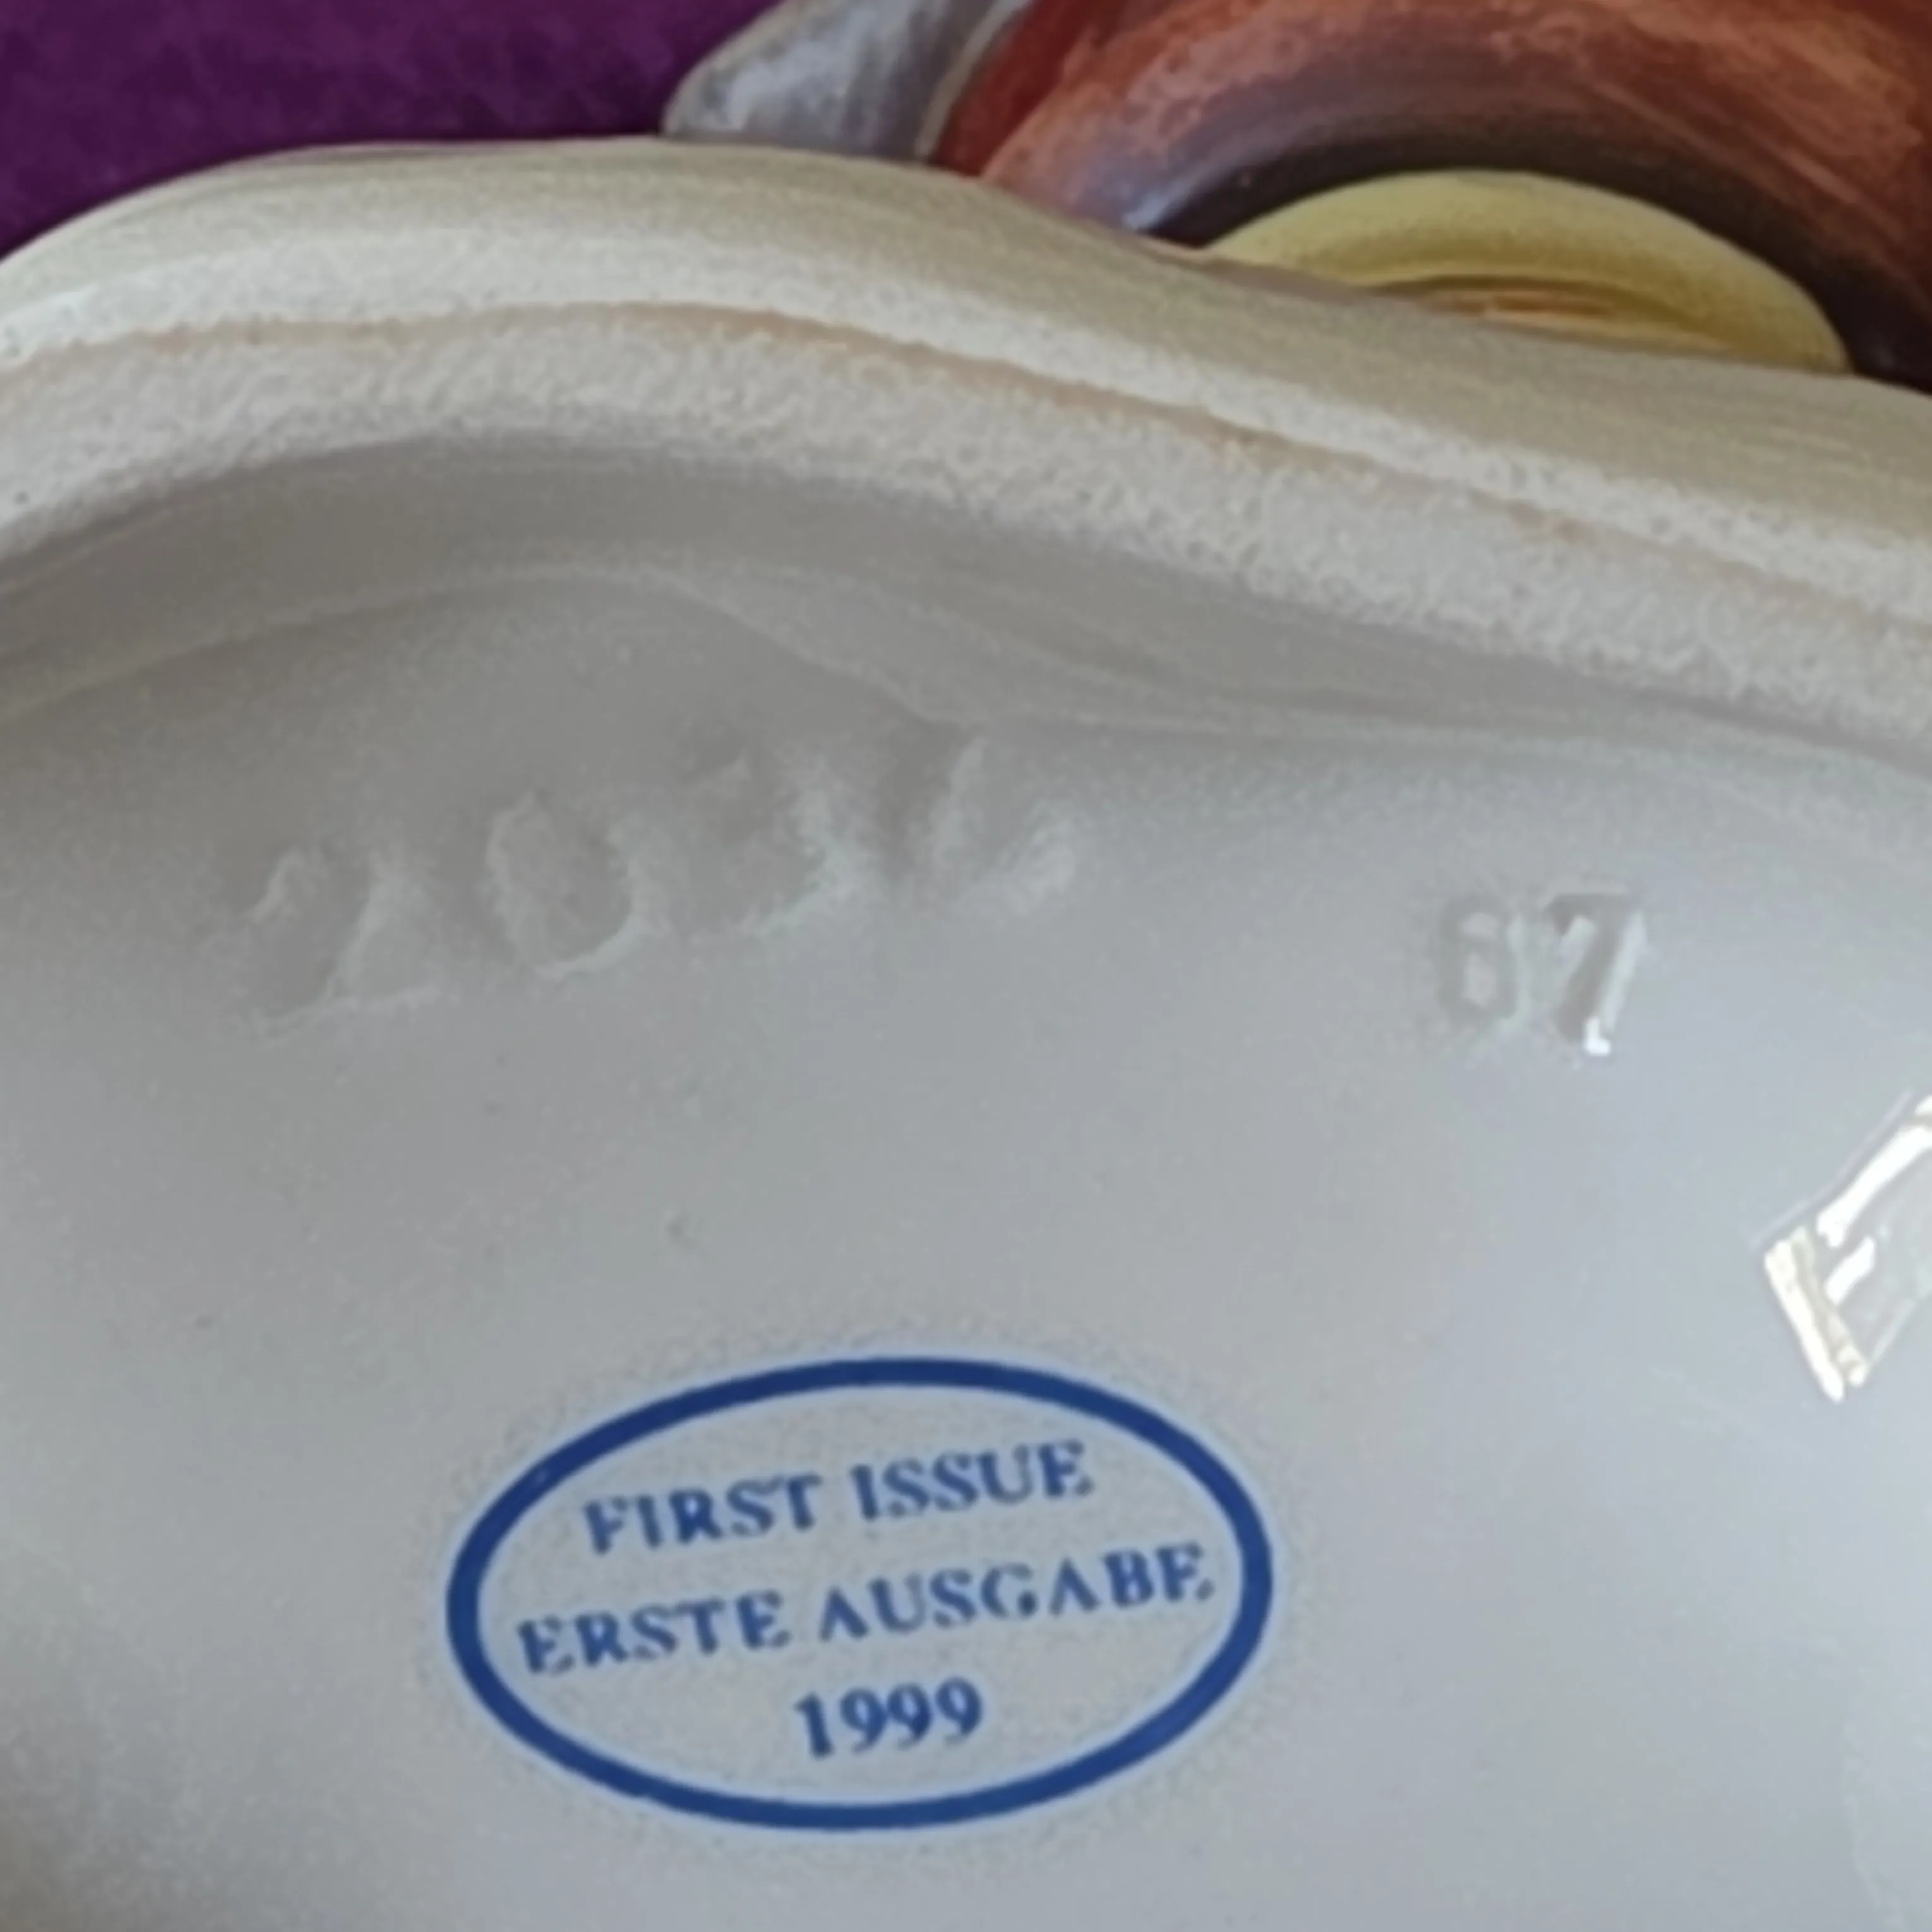 67
FIRST ISSUE
ERSTE AUSGABE
1999